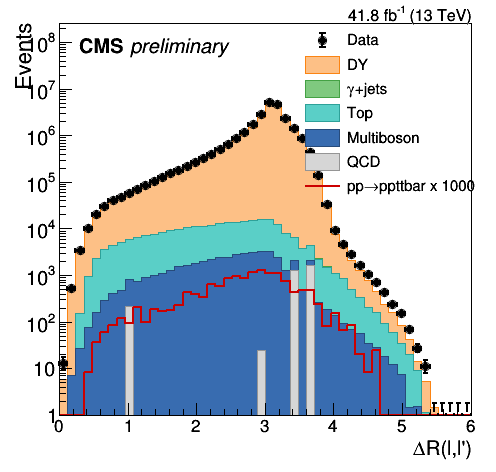 41.8 fb⁻¹ (13 TeV)
Events
CMS preliminary
Data
DY
γ+jets
Top
Multiboson
QCD
pp→ppttbar x 1000
10⁸
10⁷
10⁶
10⁵
10⁴
10³
10²
10
1
0 1 2 3 4 5 6
ΔR(l,l')